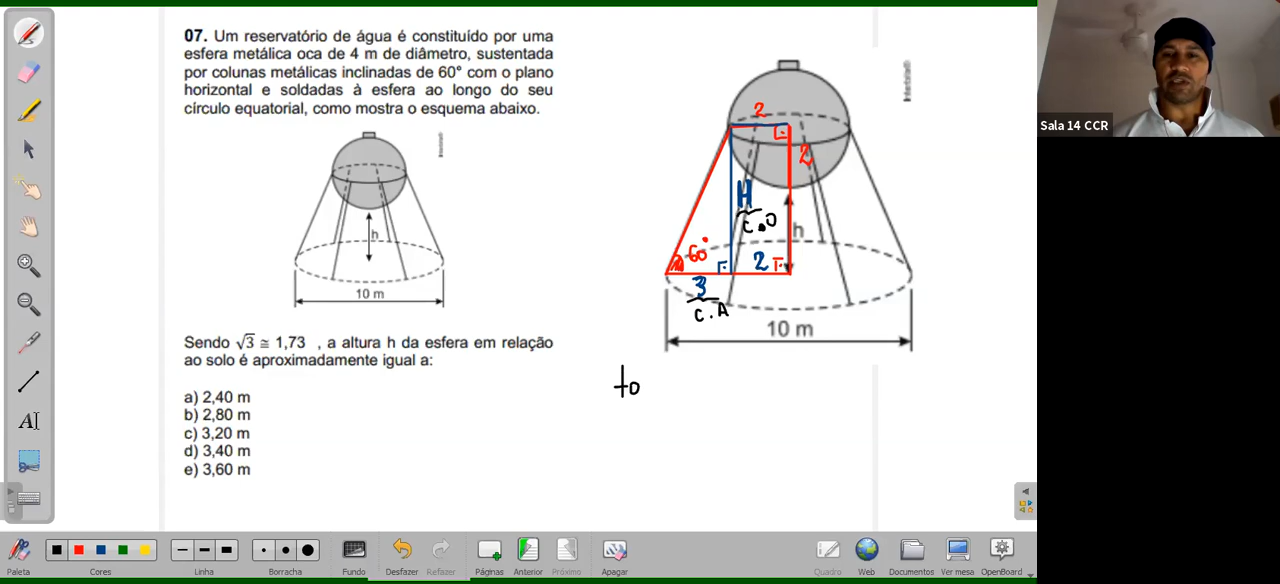 07. Um reservatório de água é constituído por uma
esfera metálica oca de 4 m de diâmetro, sustentada
por colunas metálicas inclinadas de 60° com o plano
horizontal e soldadas à esfera ao longo do seu
círculo equatorial, como mostra o esquema abaixo.
h
10 m
Sendo √3 ≅ 1,73 , a altura h da esfera em relação
ao solo é aproximadamente igual a:
a) 2,40 m
b) 2,80 m
c) 3,20 m
d) 3,40 m
e) 3,60 m
2
2
H
C.O
h
60°
2
3
C.A
10 m
to
Sala 14 CCR
Paleta
Cores
Linha
Borracha
Fundo
Desfazer
Refazer
Páginas
Anterior
Próximo
Apagar
Quadro
Web
Documentos
Ver mesa
OpenBoard